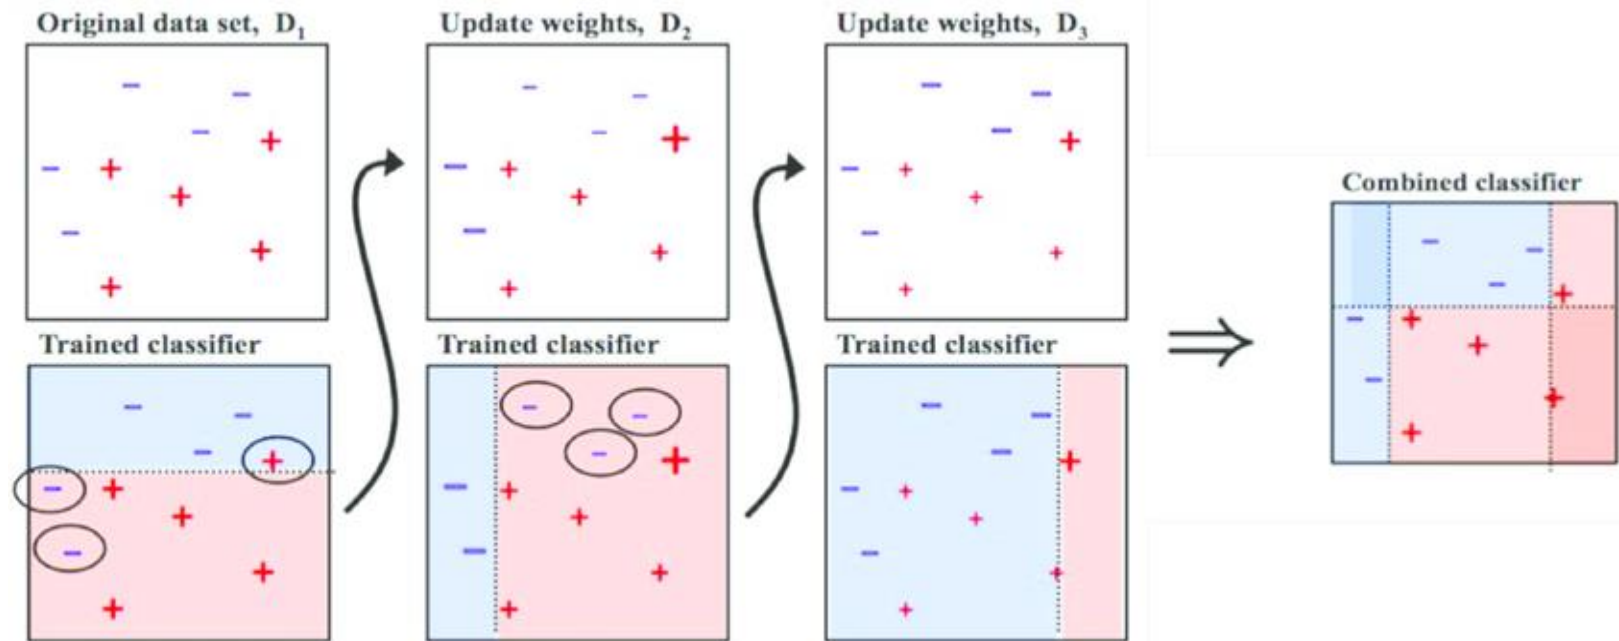 Original data set, D₁
Update weights, D₂
Update weights, D₃
Trained classifier
Trained classifier
Trained classifier
Combined classifier